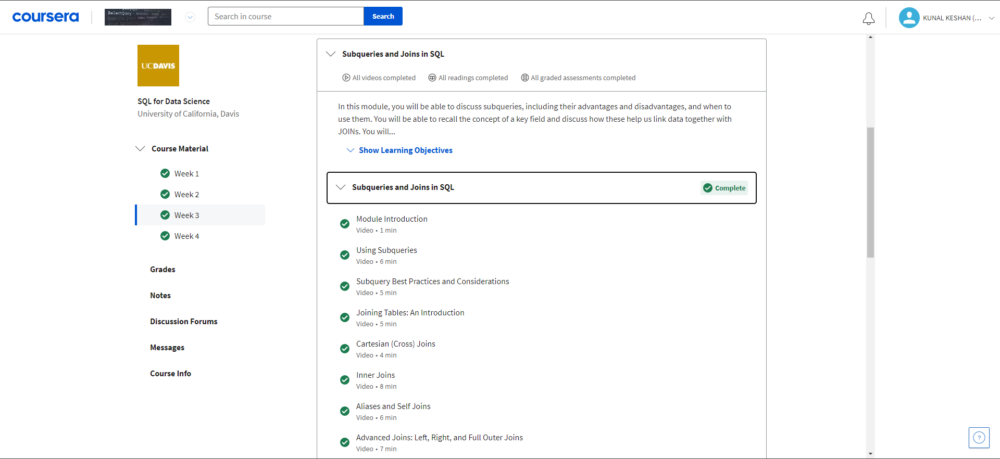 coursera
SelectQuery
Search in course
Search
KUNAL KESHAN (...
UCDAVIS
SQL for Data Science
University of California, Davis
Course Material
Week 1
Week 2
Week 3
Week 4
Grades
Notes
Discussion Forums
Messages
Course Info
Subqueries and Joins in SQL
All videos completed
All readings completed
All graded assessments completed
In this module, you will be able to discuss subqueries, including their advantages and disadvantages, and when to
use them. You will be able to recall the concept of a key field and discuss how these help us link data together with
JOINs. You will...
Show Learning Objectives
Subqueries and Joins in SQL
Complete
Module Introduction
Video • 1 min
Using Subqueries
Video • 6 min
Subquery Best Practices and Considerations
Video • 5 min
Joining Tables: An Introduction
Video • 5 min
Cartesian (Cross) Joins
Video • 4 min
Inner Joins
Video • 8 min
Aliases and Self Joins
Video • 6 min
Advanced Joins: Left, Right, and Full Outer Joins
Video • 7 min
?